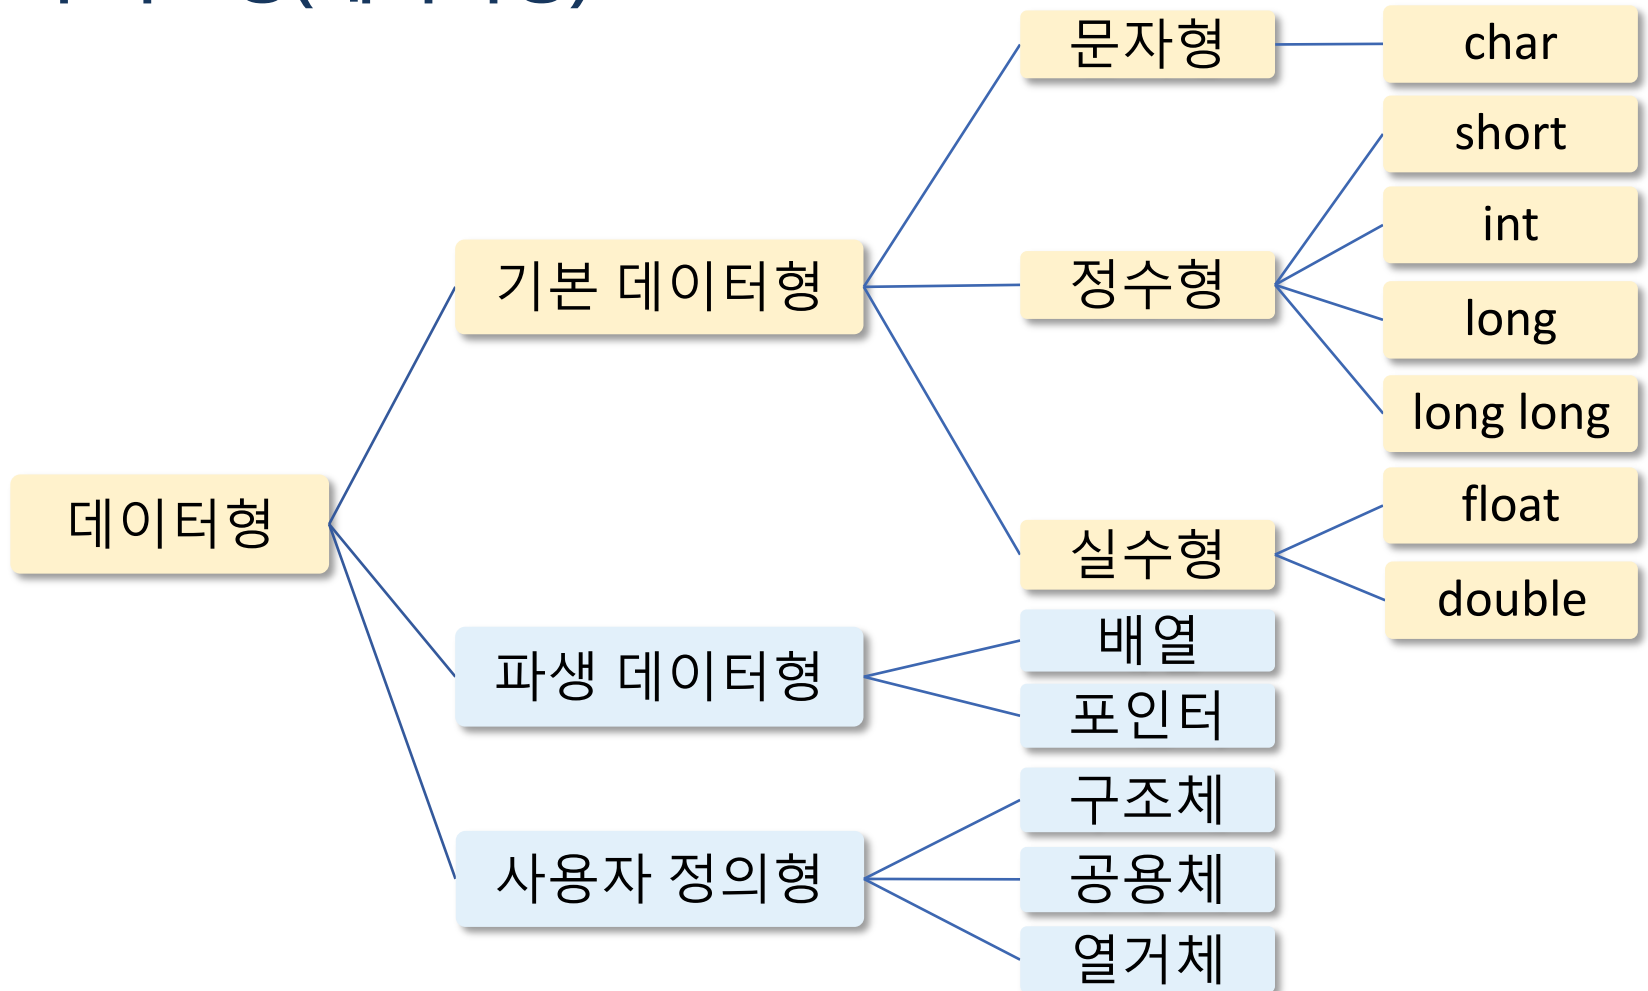 문자형
char
short
int
기본 데이터형
정수형
long
long long
데이터형
실수형
float
double
파생 데이터형
배열
포인터
사용자 정의형
구조체
공용체
열거체